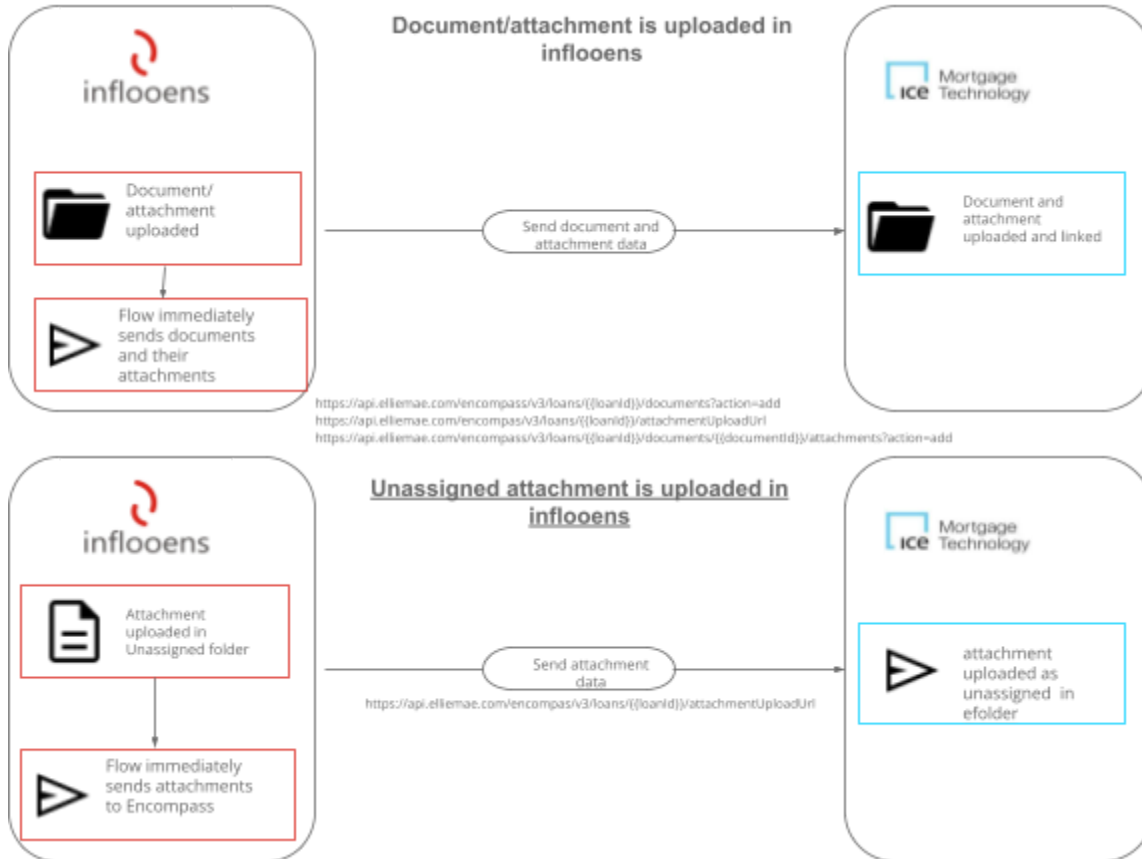 Document/attachment is uploaded in
inflooens
inflooens
ICE Mortgage
Technology
Document/
attachment
uploaded
Send document and
attachment data
Document and
attachment
uploaded and linked
Flow immediately
sends documents
and their
attachments
https://api.elliemae.com/encompass/v3/loans/{{loanId}}/documents?action=add
https://api.elliemae.com/encompas/v3/loans/{{loanId}}/attachmentUploadUrl
https://api.elliemae.com/encompass/v3/loans/{{loanId}}/documents/{{documentId}}/attachments?action=add
Unassigned attachment is uploaded in
inflooens
inflooens
ICE Mortgage
Technology
Attachment
uploaded in
Unassigned folder
Send attachment
data
https://api.elliemae.com/encompas/v3/loans/{{loanId}}/attachmentUploadUrl
attachment
uploaded as
unassigned in
efolder
Flow immediately
sends attachments
to Encompass